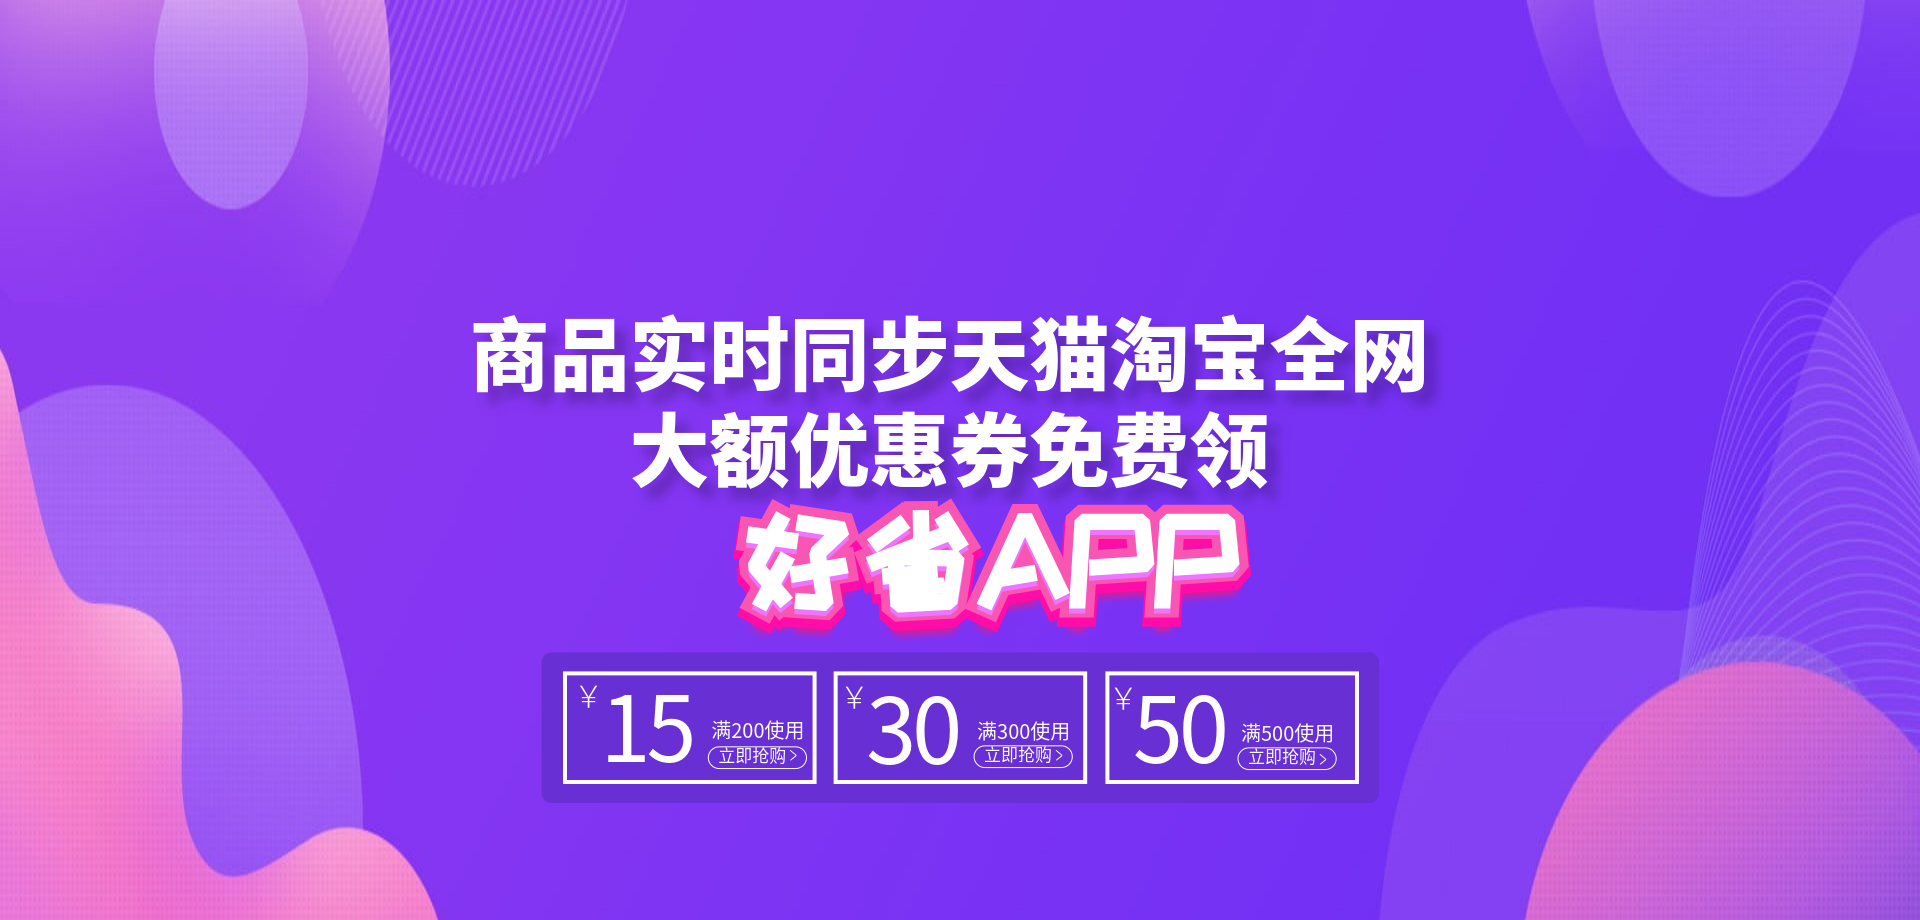 商品实时同步天猫淘宝全网
大额优惠券免费领
好省APP
¥ 15 满200使用
立即抢购 >
¥ 30 满300使用
立即抢购 >
¥ 50 满500使用
立即抢购 >